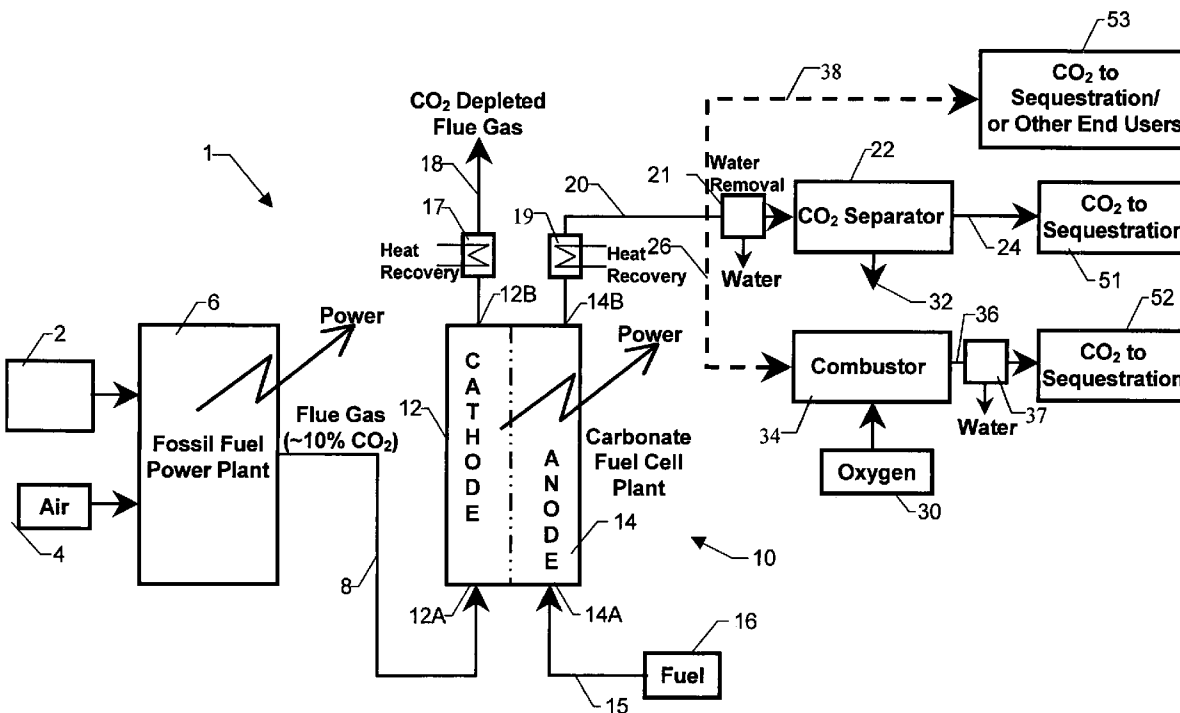 53
CO₂ to
Sequestration/
or Other End Users
38
CO₂ Depleted
Flue Gas
1
18
20
21
Water
Removal
22
CO₂ Separator
24
CO₂ to
Sequestration
51
17
Heat
Recovery
19
Heat
Recovery
26
Water
32
12B
14B
6
Power
Power
36
52
2
Combustor
CO₂ to
Sequestration
Water
37
Flue Gas
(~10% CO₂)
12
CATHODE
ANODE
Carbonate
Fuel Cell
Plant
34
Fossil Fuel
Power Plant
Oxygen
30
Air
4
14
10
8
12A
14A
16
Fuel
15